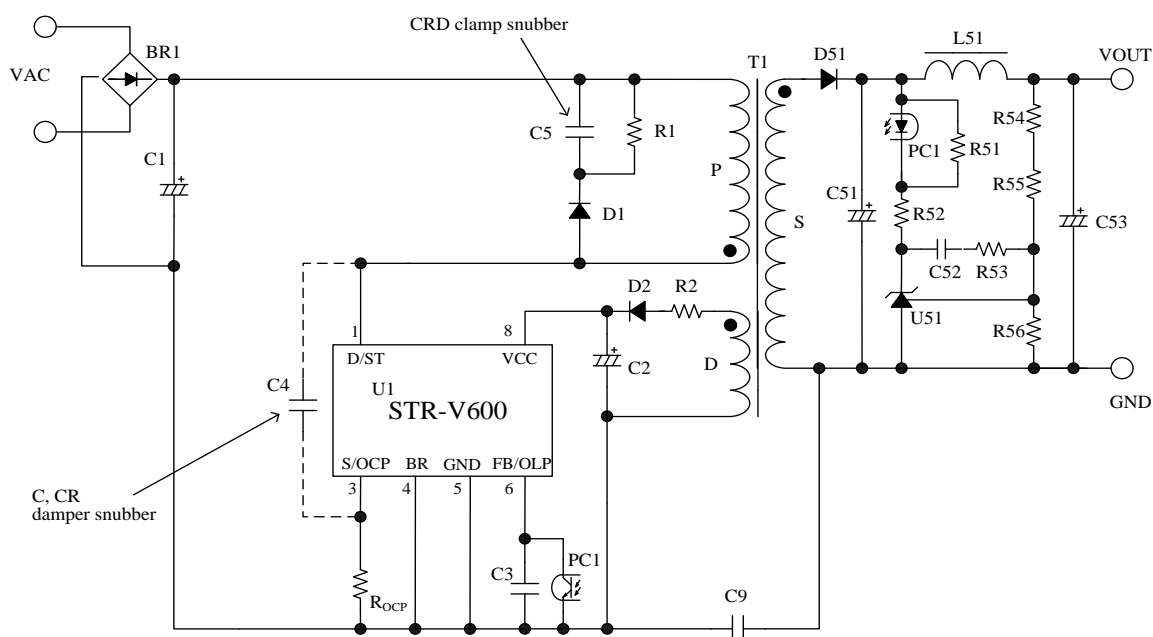 CRD clamp snubber
VAC
BR1
C1
C5
R1
D1
T1
P
S
D
D51
L51
VOUT
PC1
R51
R54
R55
C51
R52
C53
C52
R53
U51
R56
GND
D2
R2
C2
1
8
D/ST
VCC
U1
STR-V600
C4
S/OCP
BR
GND
FB/OLP
3
4
5
6
C, CR
damper snubber
C3
PC1
ROCP
C9